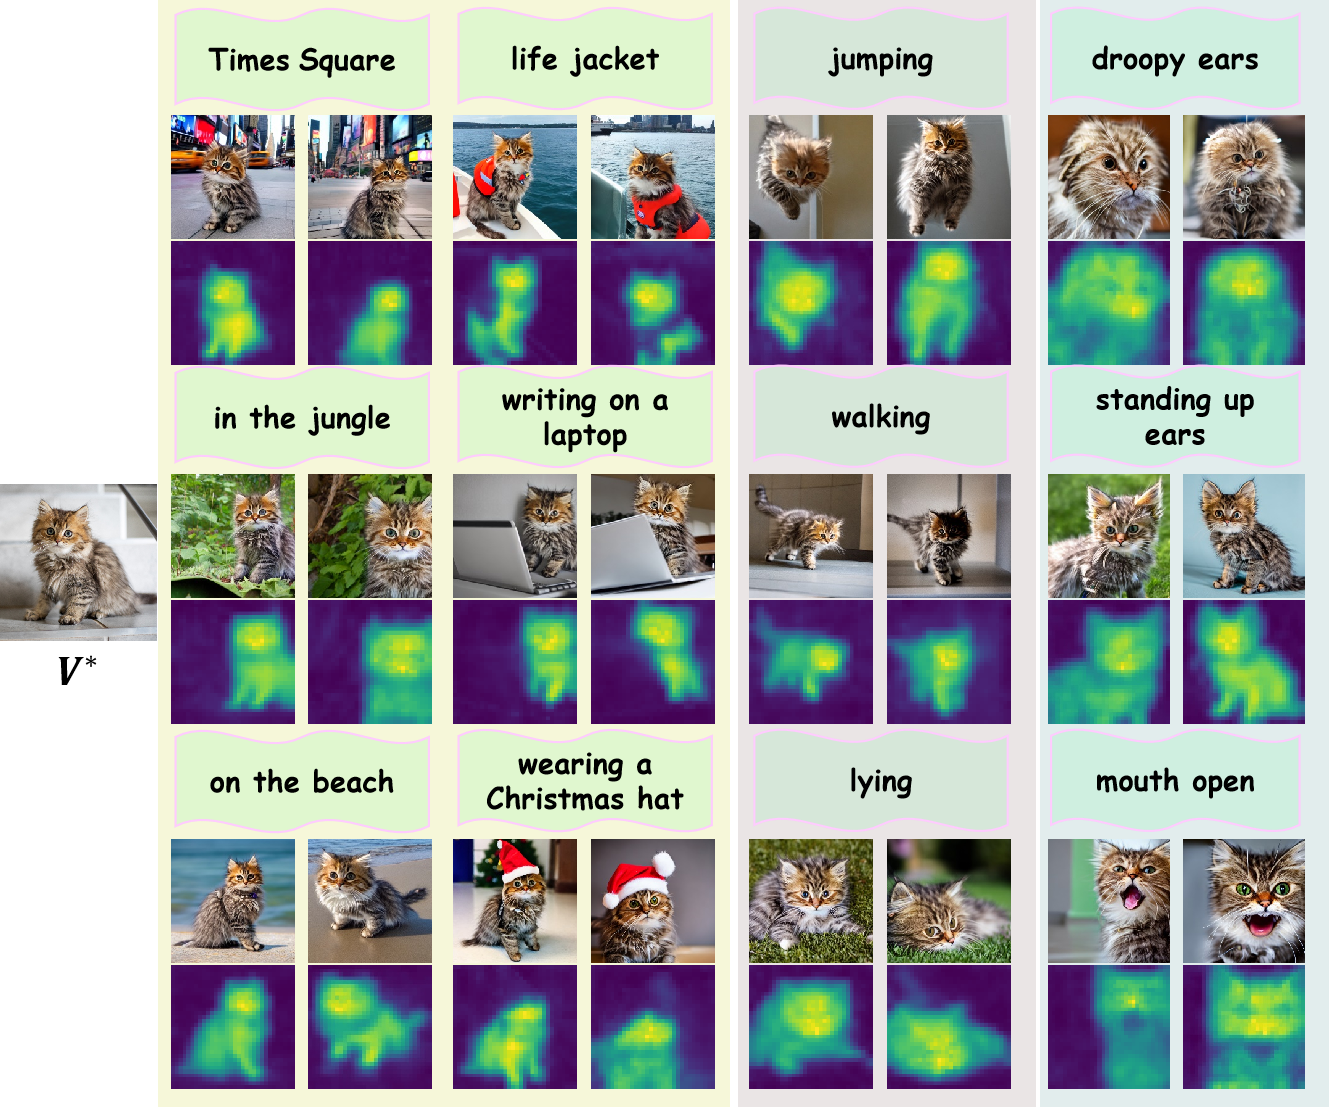 Times Square
life jacket
jumping
droopy ears
in the jungle
writing on a
laptop
walking
standing up
ears
V*
on the beach
wearing a
Christmas hat
lying
mouth open